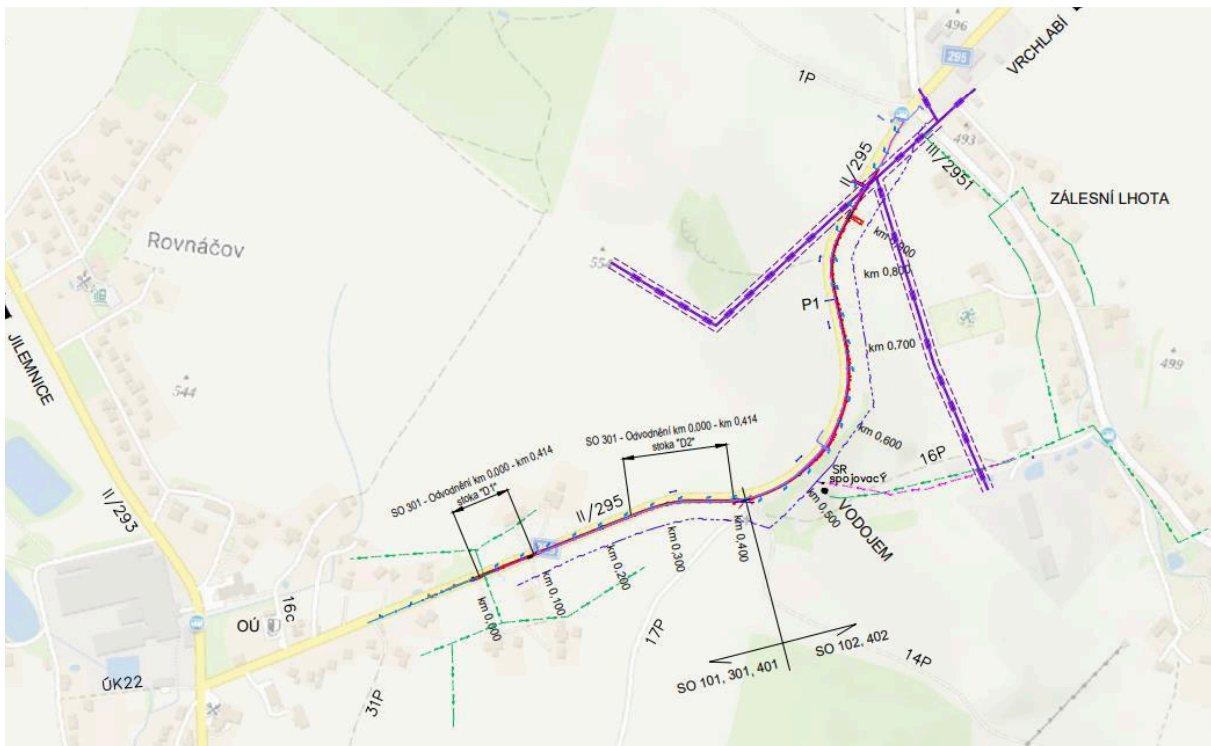 496
295
VRCHLABÍ
1P
493
II/295
III/2951
ZÁLESNÍ LHOTA
Rovnáčov
554
km 0,900
km 0,800
P1
km 0,700
JILEMNICE
544
499
SO 301 - Odvodnění km 0,000 - km 0,414
stoka "D2"
km 0,600
16P
SR
spojovacÝ
SO 301 - Odvodnění km 0,000 - km 0,414
stoka "D1"
II/293
II/295
km 0,500
VODOJEM
km 0,400
km 0,300
km 0,200
km 0,100
km 0,000
16c
OÚ
17P
SO 102, 402
14P
SO 101, 301, 401
ÚK22
31P